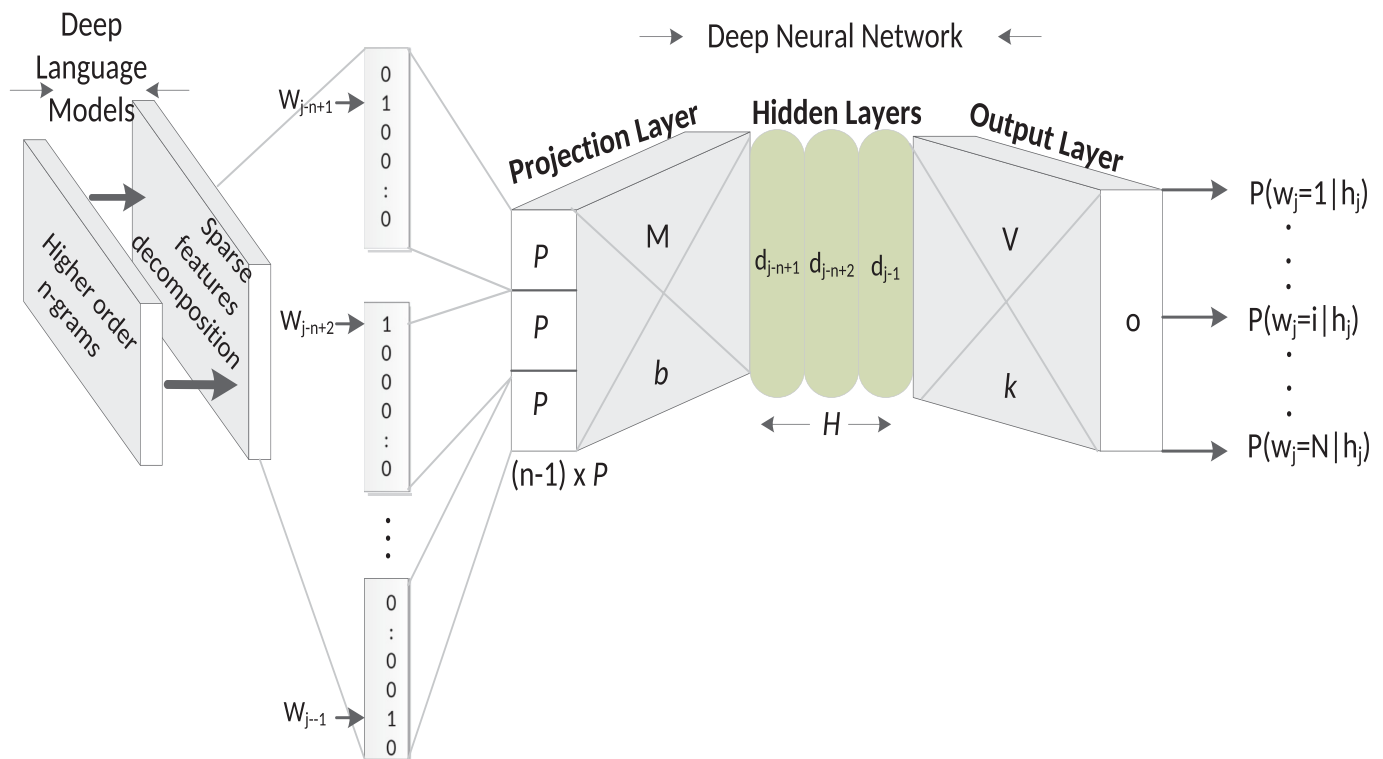 Deep
Language
Models
Higher order
n-grams
Sparse
features
decomposition
Wj-n+1
0
1
0
0
0
:
0
Wj-n+2
1
0
0
0
:
0
⋮
Wj--1
0
:
0
0
1
0
Deep Neural Network
Projection Layer
P
P
P
(n-1) x P
M
b
Hidden Layers
dj-n+1 dj-n+2 dj-1
H
Output Layer
V
k
o
P(wj=1|hj)
P(wj=i|hj)
P(wj=N|hj)